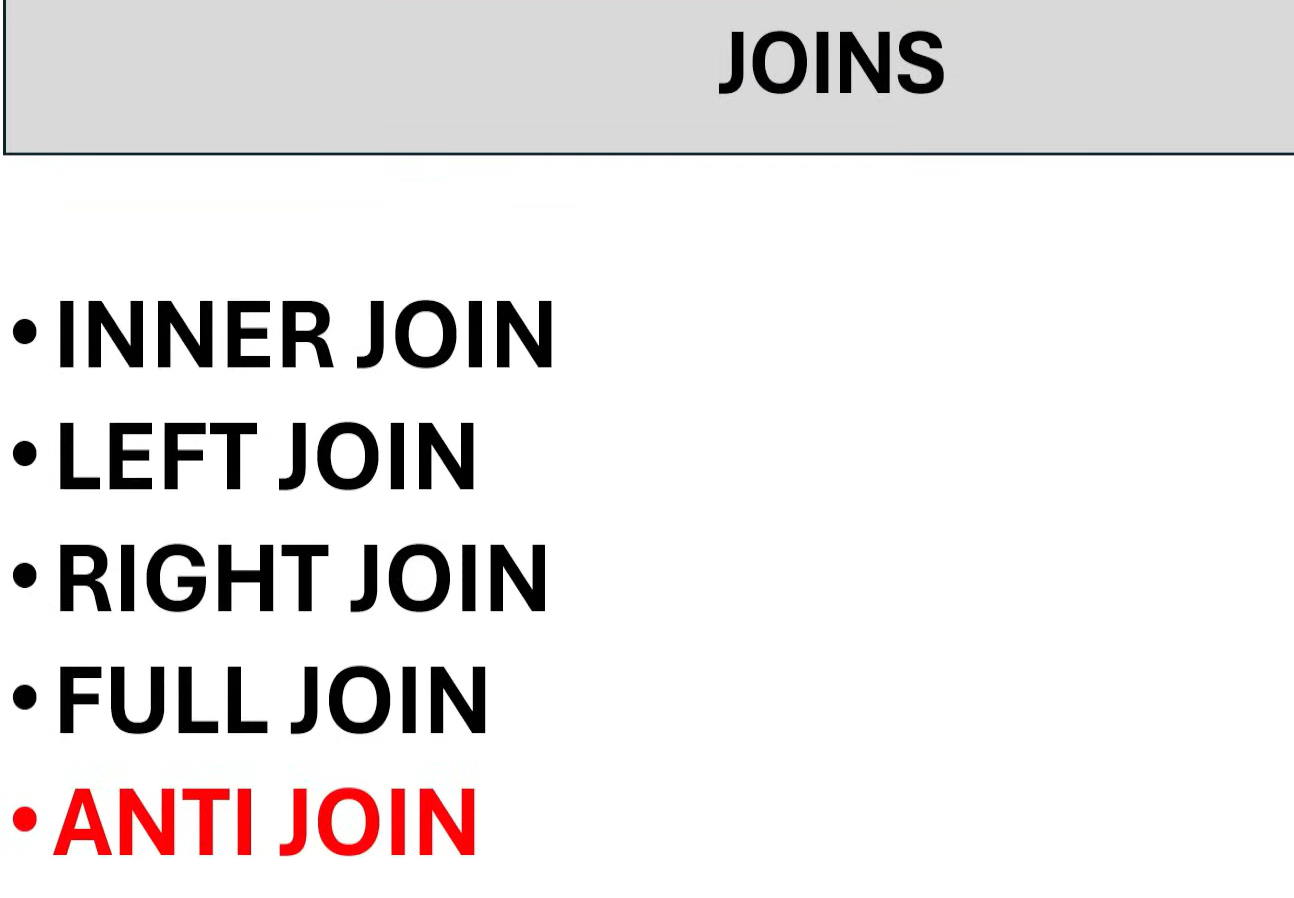 JOINS
• INNER JOIN
• LEFT JOIN
• RIGHT JOIN
• FULL JOIN
• ANTI JOIN